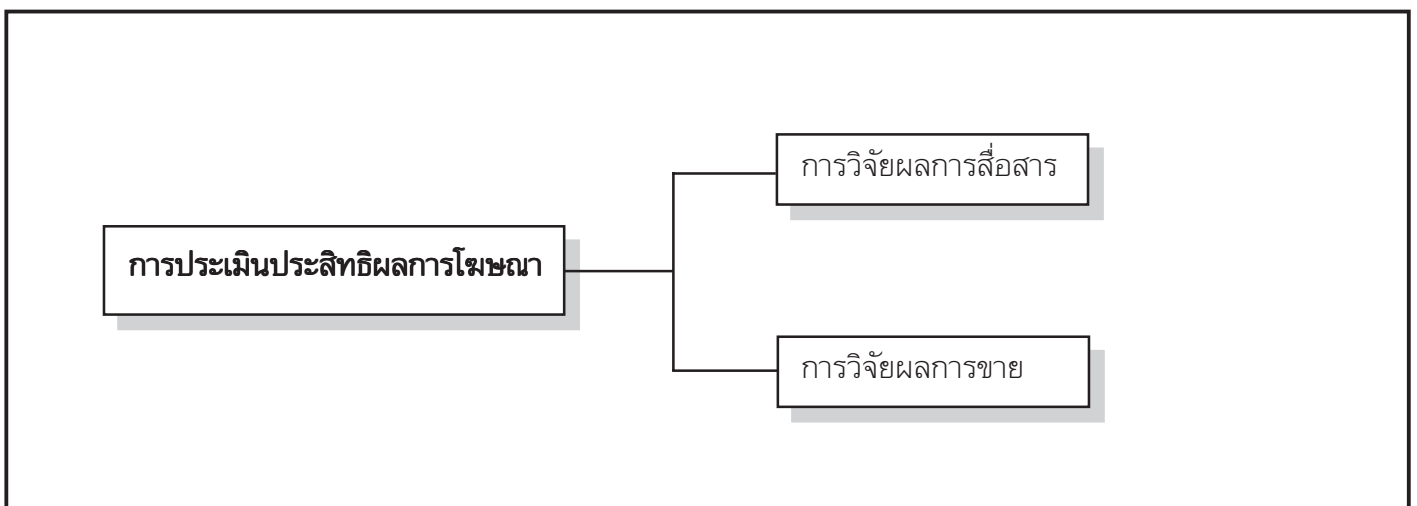 การวิจัยผลการสื่อสาร
การประเมินประสิทธิผลการโฆษณา
การวิจัยผลการขาย